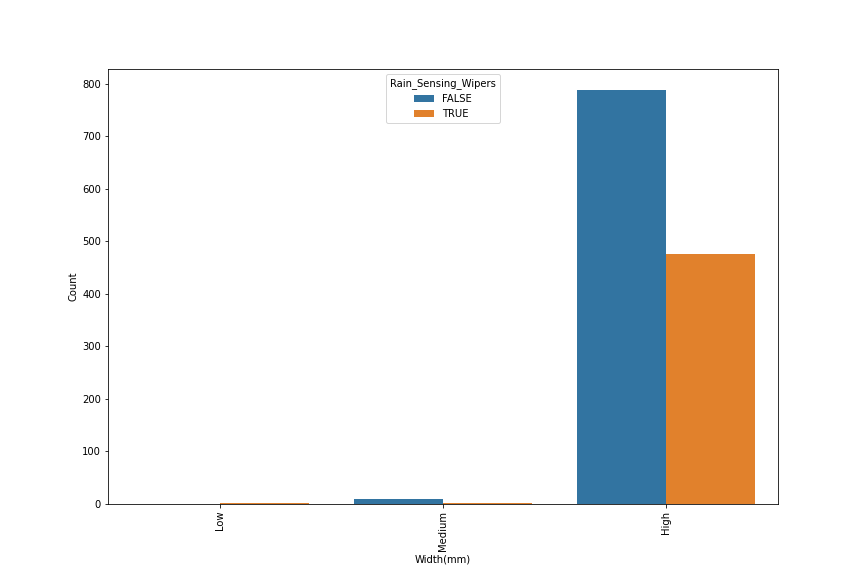 Rain_Sensing_Wipers
FALSE
TRUE
800
700
600
500
400
300
200
100
0
Count
Low
Medium
High
Width(mm)